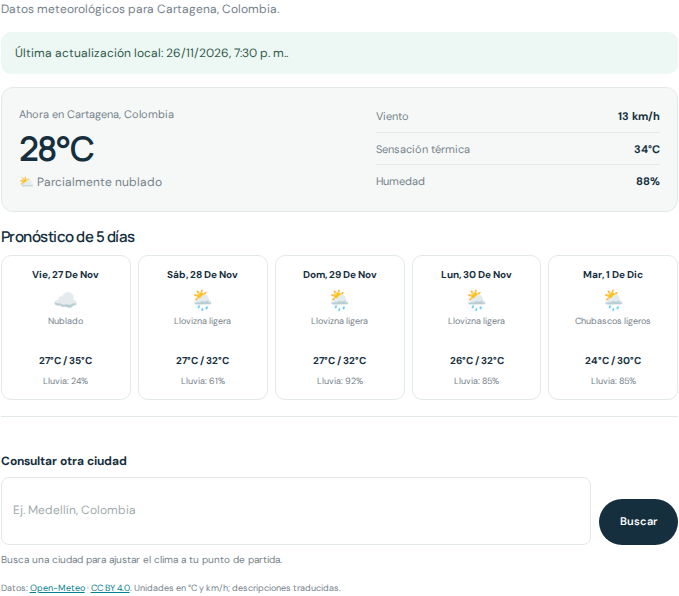 Datos meteorológicos para Cartagena, Colombia.
Última actualización local: 26/11/2026, 7:30 p. m..
Ahora en Cartagena, Colombia
28°C
Parcialmente nublado
Viento 13 km/h
Sensación térmica 34°C
Humedad 88%
Pronóstico de 5 días
Vie, 27 De Nov
Nublado
27°C / 35°C
Lluvia: 24%
Sáb, 28 De Nov
Llovizna ligera
27°C / 32°C
Lluvia: 61%
Dom, 29 De Nov
Llovizna ligera
27°C / 32°C
Lluvia: 92%
Lun, 30 De Nov
Llovizna ligera
26°C / 32°C
Lluvia: 85%
Mar, 1 De Dic
Chubascos ligeros
24°C / 30°C
Lluvia: 85%
Consultar otra ciudad
Ej. Medellin, Colombia
Buscar
Busca una ciudad para ajustar el clima a tu punto de partida.
Datos: Open-Meteo · CC BY 4.0. Unidades en °C y km/h; descripciones traducidas.